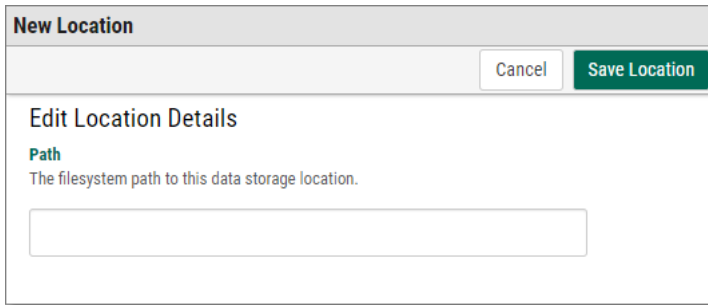 New Location
Cancel Save Location
Edit Location Details
Path
The filesystem path to this data storage location.